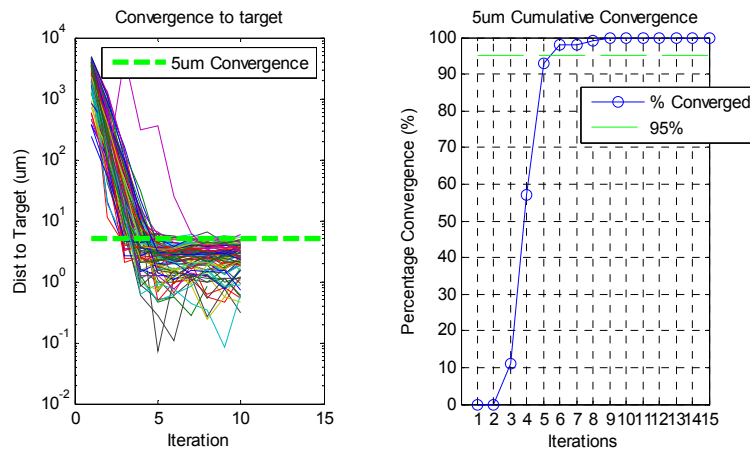 Convergence to target
10^4
10^3
10^2
10^1
10^0
10^-1
10^-2
Dist to Target (um)
5um Convergence
0 5 10 15
Iteration
5um Cumulative Convergence
100
90
80
70
60
50
40
30
20
10
0
Percentage Convergence (%)
% Converged
95%
1 2 3 4 5 6 7 8 9 10 11 12 13 14 15
Iterations